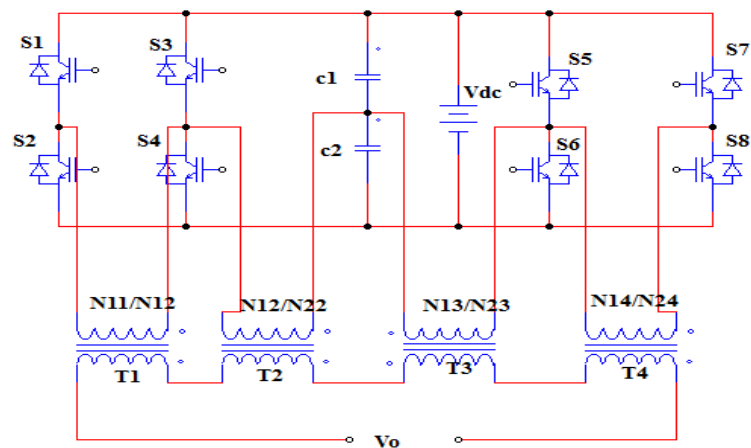 S1
S3
c1
Vdc
S5
S7
S2
S4
c2
S6
S8
N11/N12
N12/N22
N13/N23
N14/N24
T1
T2
T3
T4
Vo